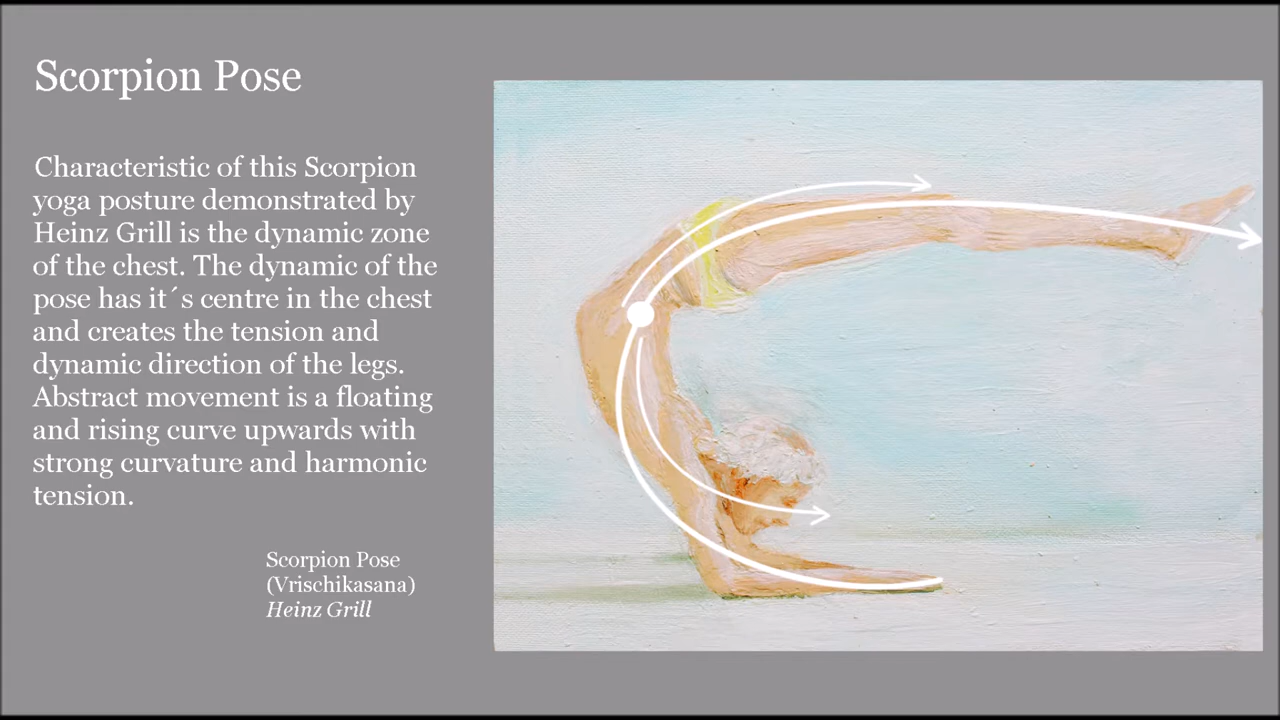 Scorpion Pose
Characteristic of this Scorpion
yoga posture demonstrated by
Heinz Grill is the dynamic zone
of the chest. The dynamic of the
pose has it´s centre in the chest
and creates the tension and
dynamic direction of the legs.
Abstract movement is a floating
and rising curve upwards with
strong curvature and harmonic
tension.
Scorpion Pose
(Vrischikasana)
Heinz Grill